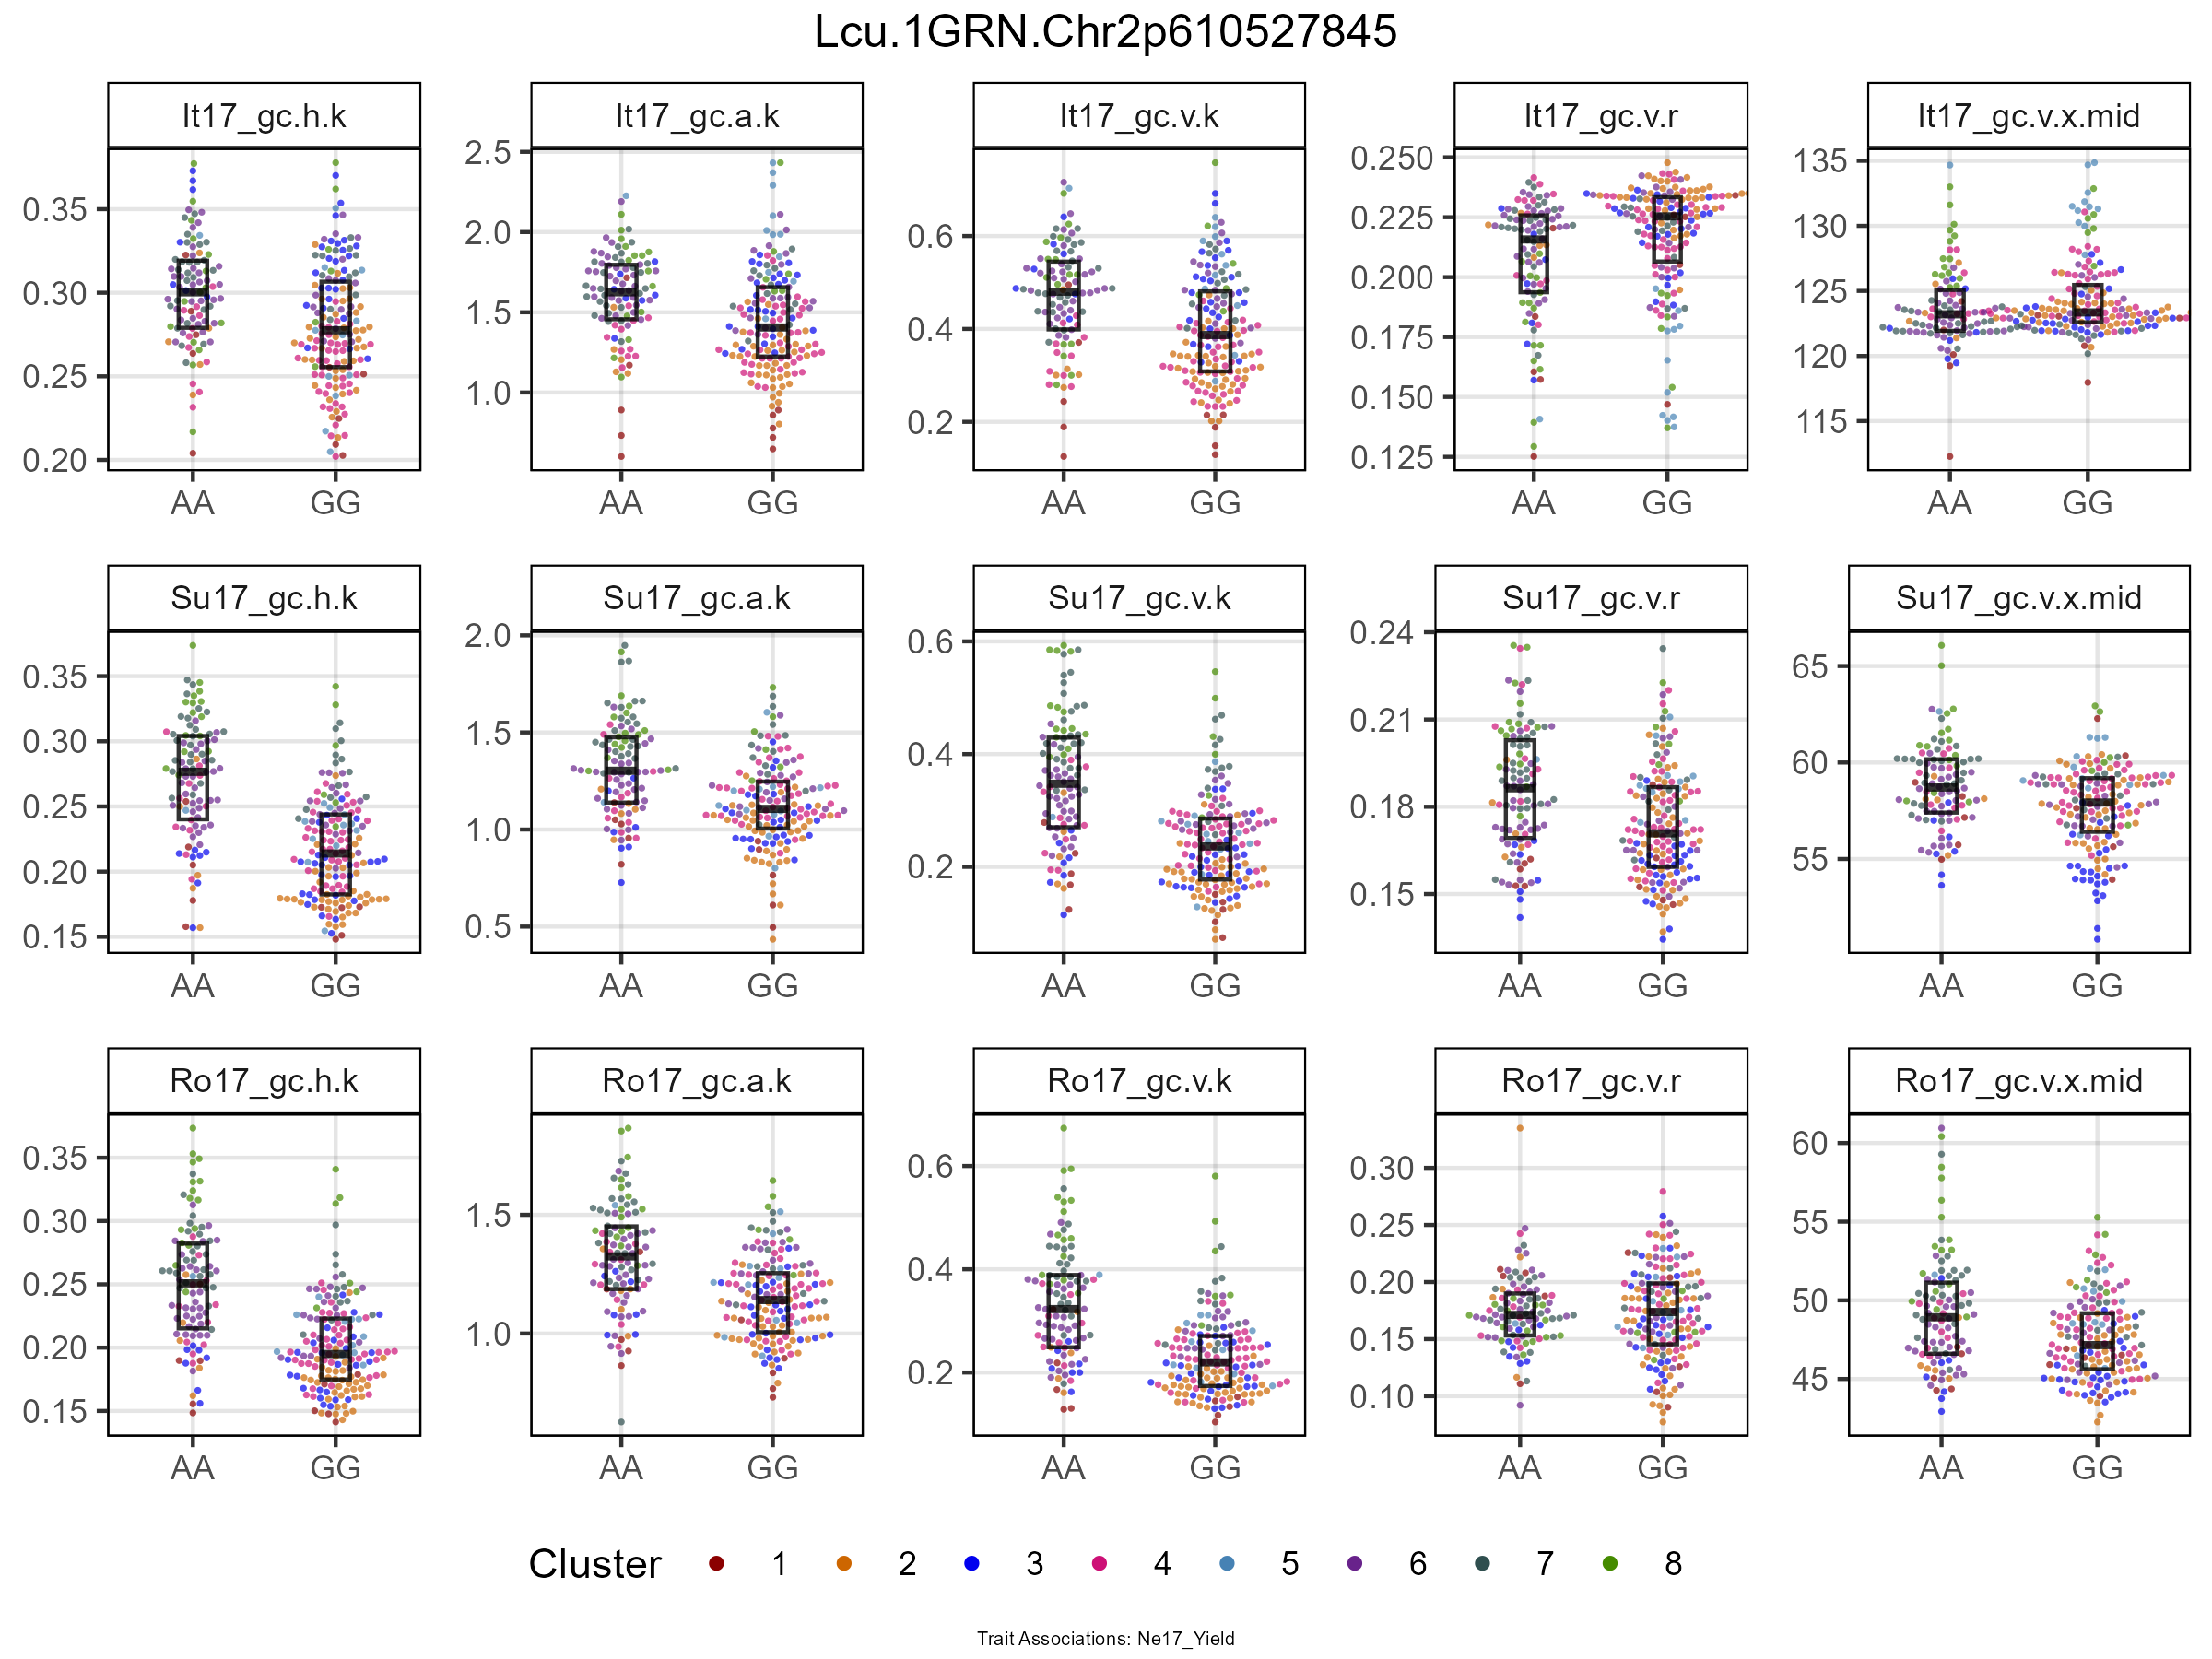 Lcu.1GRN.Chr2p610527845
It17_gc.h.k It17_gc.a.k It17_gc.v.k It17_gc.v.r It17_gc.v.x.mid
0.35 0.30 0.25 0.20
2.5 2.0 1.5 1.0
0.6 0.4 0.2
0.250 0.225 0.200 0.175 0.150 0.125
135 130 125 120 115
AA GG AA GG AA GG AA GG AA GG
Su17_gc.h.k Su17_gc.a.k Su17_gc.v.k Su17_gc.v.r Su17_gc.v.x.mid
0.35 0.30 0.25 0.20 0.15
2.0 1.5 1.0 0.5
0.6 0.4 0.2
0.24 0.21 0.18 0.15
65 60 55
AA GG AA GG AA GG AA GG AA GG
Ro17_gc.h.k Ro17_gc.a.k Ro17_gc.v.k Ro17_gc.v.r Ro17_gc.v.x.mid
0.35 0.30 0.25 0.20 0.15
1.5 1.0
0.6 0.4 0.2
0.30 0.25 0.20 0.15 0.10
60 55 50 45
AA GG AA GG AA GG AA GG AA GG
Cluster 1 2 3 4 5 6 7 8
Trait Associations: Ne17_Yield